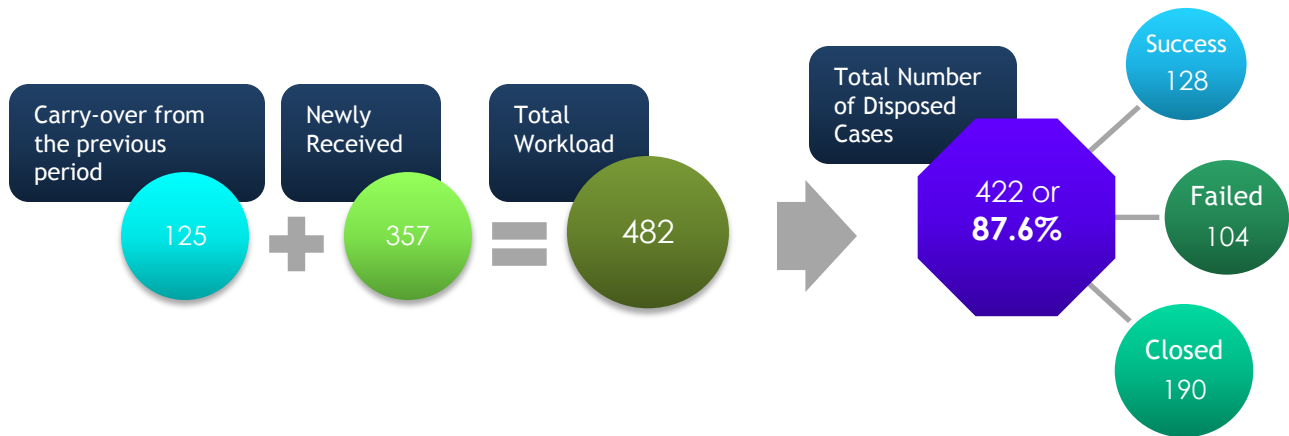 Carry-over from
the previous
period
125
Newly
Received
357
Total
Workload
482
Total Number
of Disposed
Cases
422 or
87.6%
Success
128
Failed
104
Closed
190